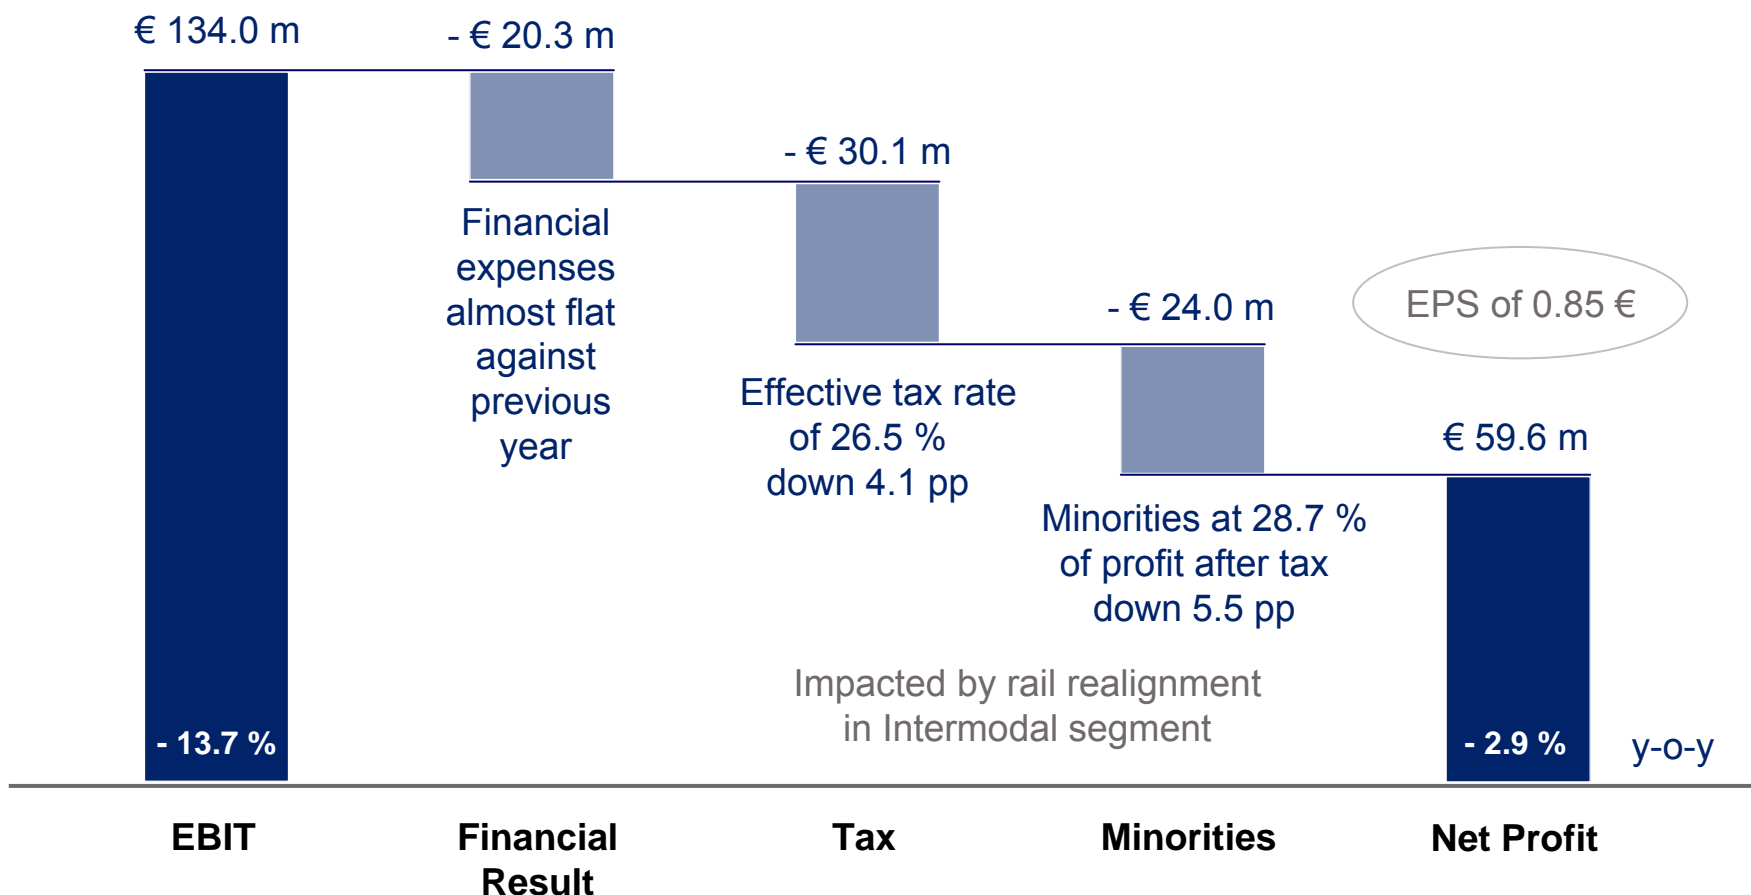 € 134.0 m
- € 20.3 m
- € 30.1 m
Financial
expenses
almost flat
against
previous
year
- € 24.0 m
EPS of 0.85 €
Effective tax rate
of 26.5 %
down 4.1 pp
€ 59.6 m
Minorities at 28.7 %
of profit after tax
down 5.5 pp
Impacted by rail realignment
in Intermodal segment
- 13.7 %
- 2.9 %
y-o-y
EBIT
Financial
Result
Tax
Minorities
Net Profit